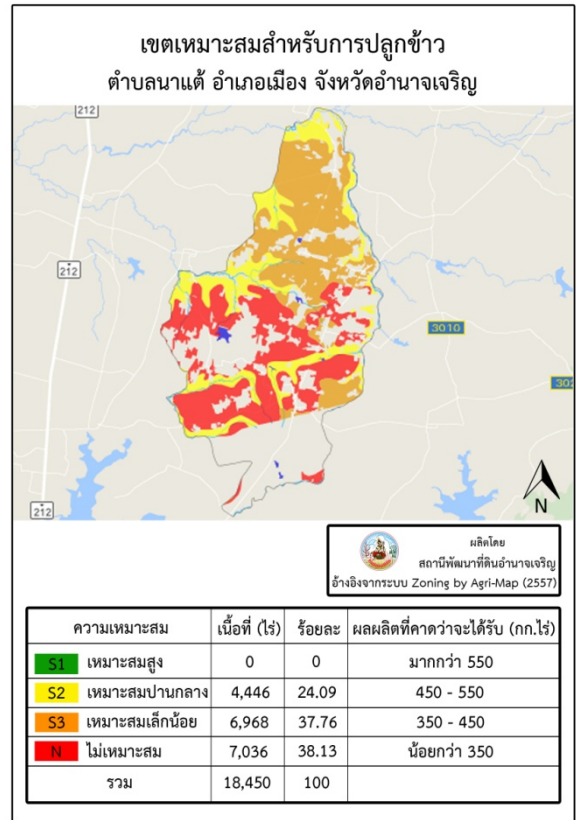 เขตเหมาะสมสำหรับการปลูกข้าว
ตำบลนาแต้ อำเภอเมือง จังหวัดอำนาจเจริญ
212
212
3010
302
212
N
ผลิตโดย
สถานีพัฒนาที่ดินอำนาจเจริญ
อ้างอิงจากระบบ Zoning by Agri-Map (2557)
ความเหมาะสม เนื้อที่ (ไร่) ร้อยละ ผลผลิตที่คาดว่าจะได้รับ (กก.ไร่)
S1 เหมาะสมสูง 0 0 มากกว่า 550
S2 เหมาะสมปานกลาง 4,446 24.09 450 - 550
S3 เหมาะสมเล็กน้อย 6,968 37.76 350 - 450
N ไม่เหมาะสม 7,036 38.13 น้อยกว่า 350
รวม 18,450 100